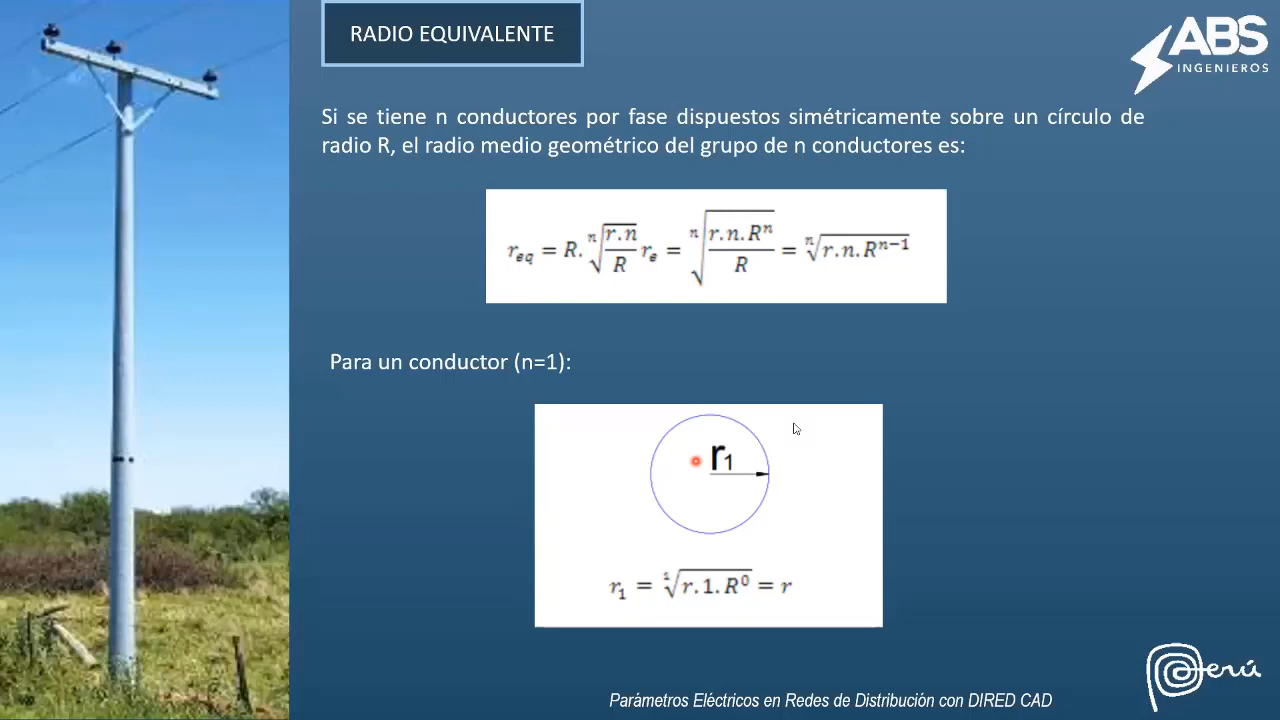 RADIO EQUIVALENTE
ABS
INGENIEROS
Si se tiene n conductores por fase dispuestos simétricamente sobre un círculo de
radio R, el radio medio geométrico del grupo de n conductores es:
r_eq = R. ⁿ√(r.n/R) r_e = ⁿ√(r.n.Rⁿ/R) = ⁿ√(r.n.Rⁿ⁻¹)
Para un conductor (n=1):
r₁
r₁ = ¹√(r.1.R⁰) = r
Perú
Parámetros Eléctricos en Redes de Distribución con DIRED CAD